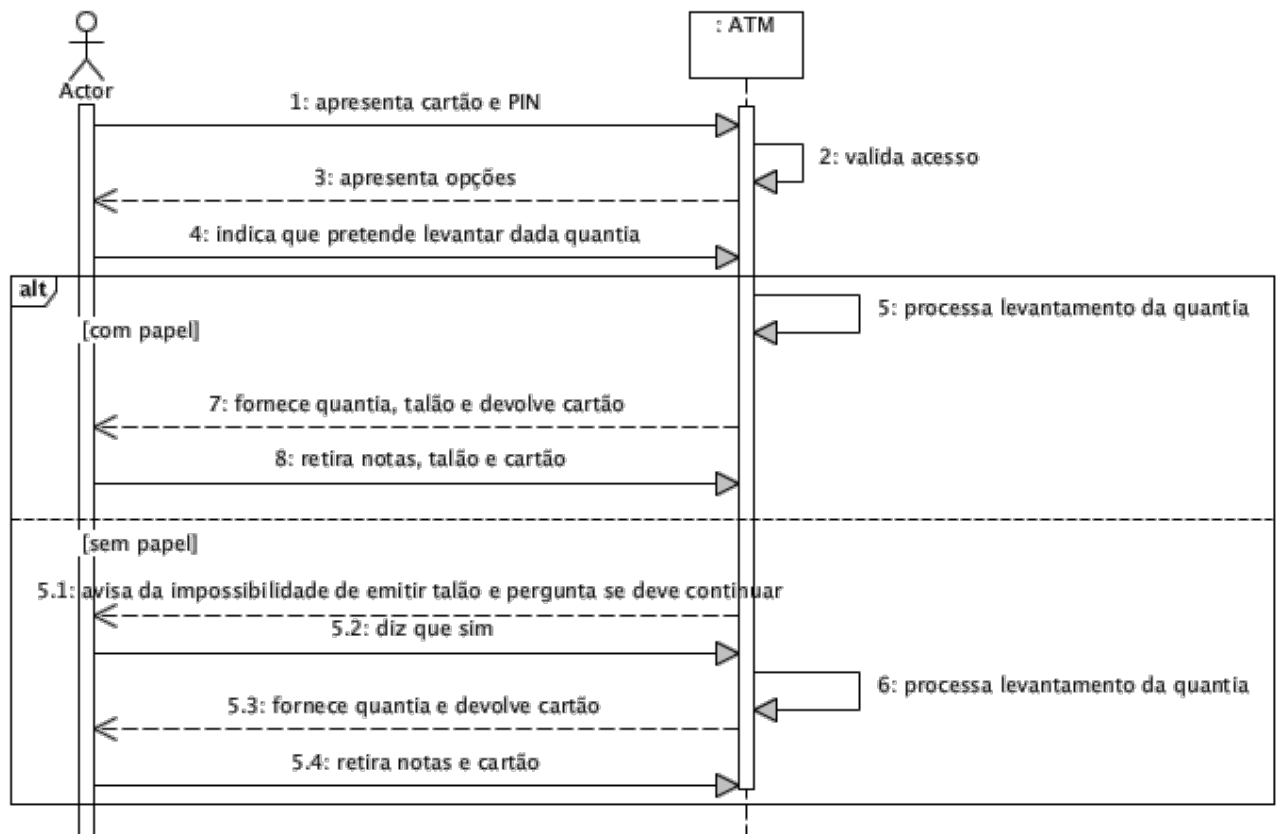 : ATM
Actor
1: apresenta cartão e PIN
2: valida acesso
3: apresenta opções
4: indica que pretende levantar dada quantia
alt
5: processa levantamento da quantia
[com papel]
7: fornece quantia, talão e devolve cartão
8: retira notas, talão e cartão
[sem papel]
5.1: avisa da impossibilidade de emitir talão e pergunta se deve continuar
5.2: diz que sim
6: processa levantamento da quantia
5.3: fornece quantia e devolve cartão
5.4: retira notas e cartão